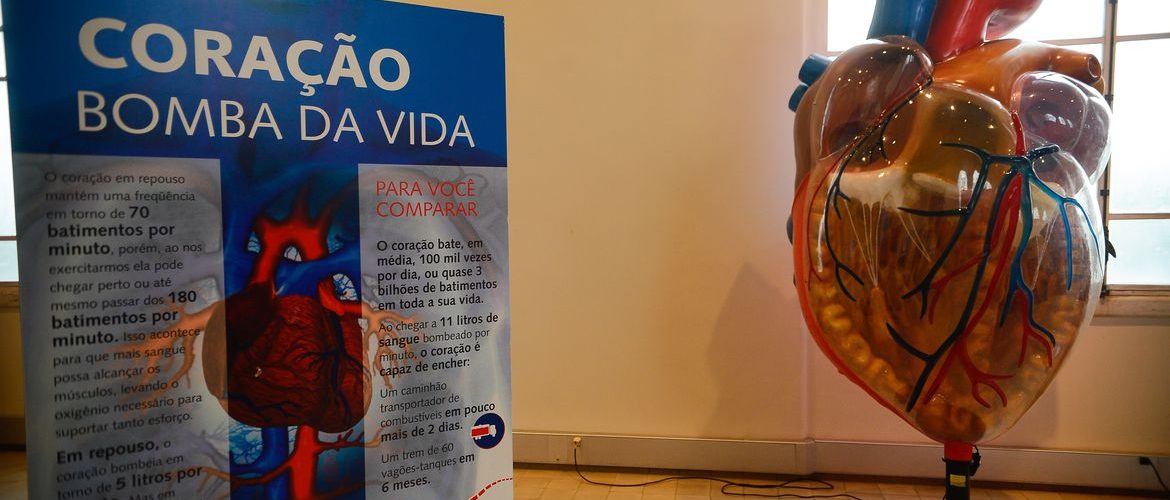 CORAÇÃO
BOMBA DA VIDA
O coração em repouso
mantém uma freqüência
em torno de 70
batimentos por
minuto, porém, ao nos
exercitarmos ela pode
chegar perto ou até
mesmo passar dos 180
batimentos por
minuto. Isso acontece
para que mais sangue
possa alcançar os
músculos, levando o
oxigênio necessário para
suportar tanto esforço.
Em repouso, o
coração bombeia em
torno de 5 litros por
Mas em
PARA VOCÊ
COMPARAR
O coração bate, em
média, 100 mil vezes
por dia, ou quase 3
bilhões de batimentos
em toda a sua vida.
Ao chegar a 11 litros de
sangue bombeado por
minuto, o coração é
capaz de encher:
Um caminhão
transportador de
combustíveis em pouco
mais de 2 dias.
Um trem de 60
vagões-tanques em
6 meses.